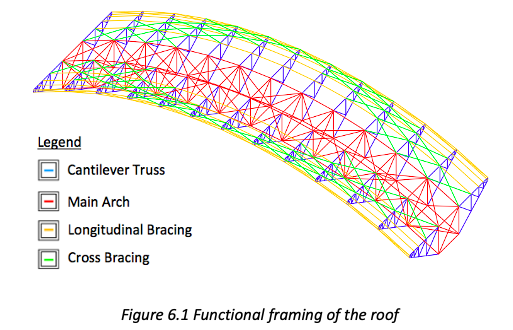 Legend
Cantilever Truss
Main Arch
Longitudinal Bracing
Cross Bracing
Figure 6.1 Functional framing of the roof